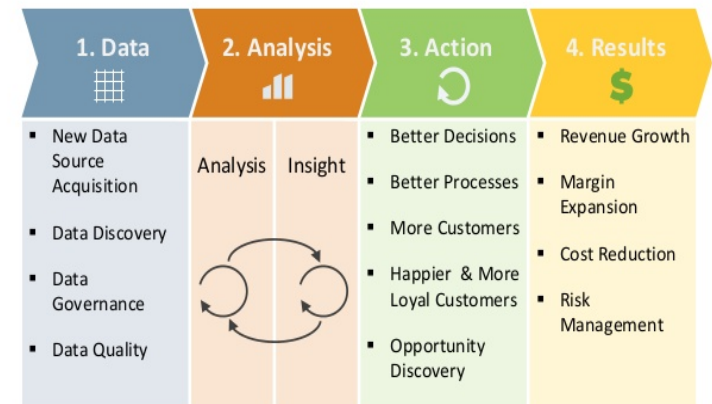 1. Data
2. Analysis
3. Action
4. Results
$
▪ New Data
Source
Acquisition
▪ Data Discovery
▪ Data
Governance
▪ Data Quality
Analysis
Insight
▪ Better Decisions
▪ Better Processes
▪ More Customers
▪ Happier & More
Loyal Customers
▪ Opportunity
Discovery
▪ Revenue Growth
▪ Margin
Expansion
▪ Cost Reduction
▪ Risk
Management